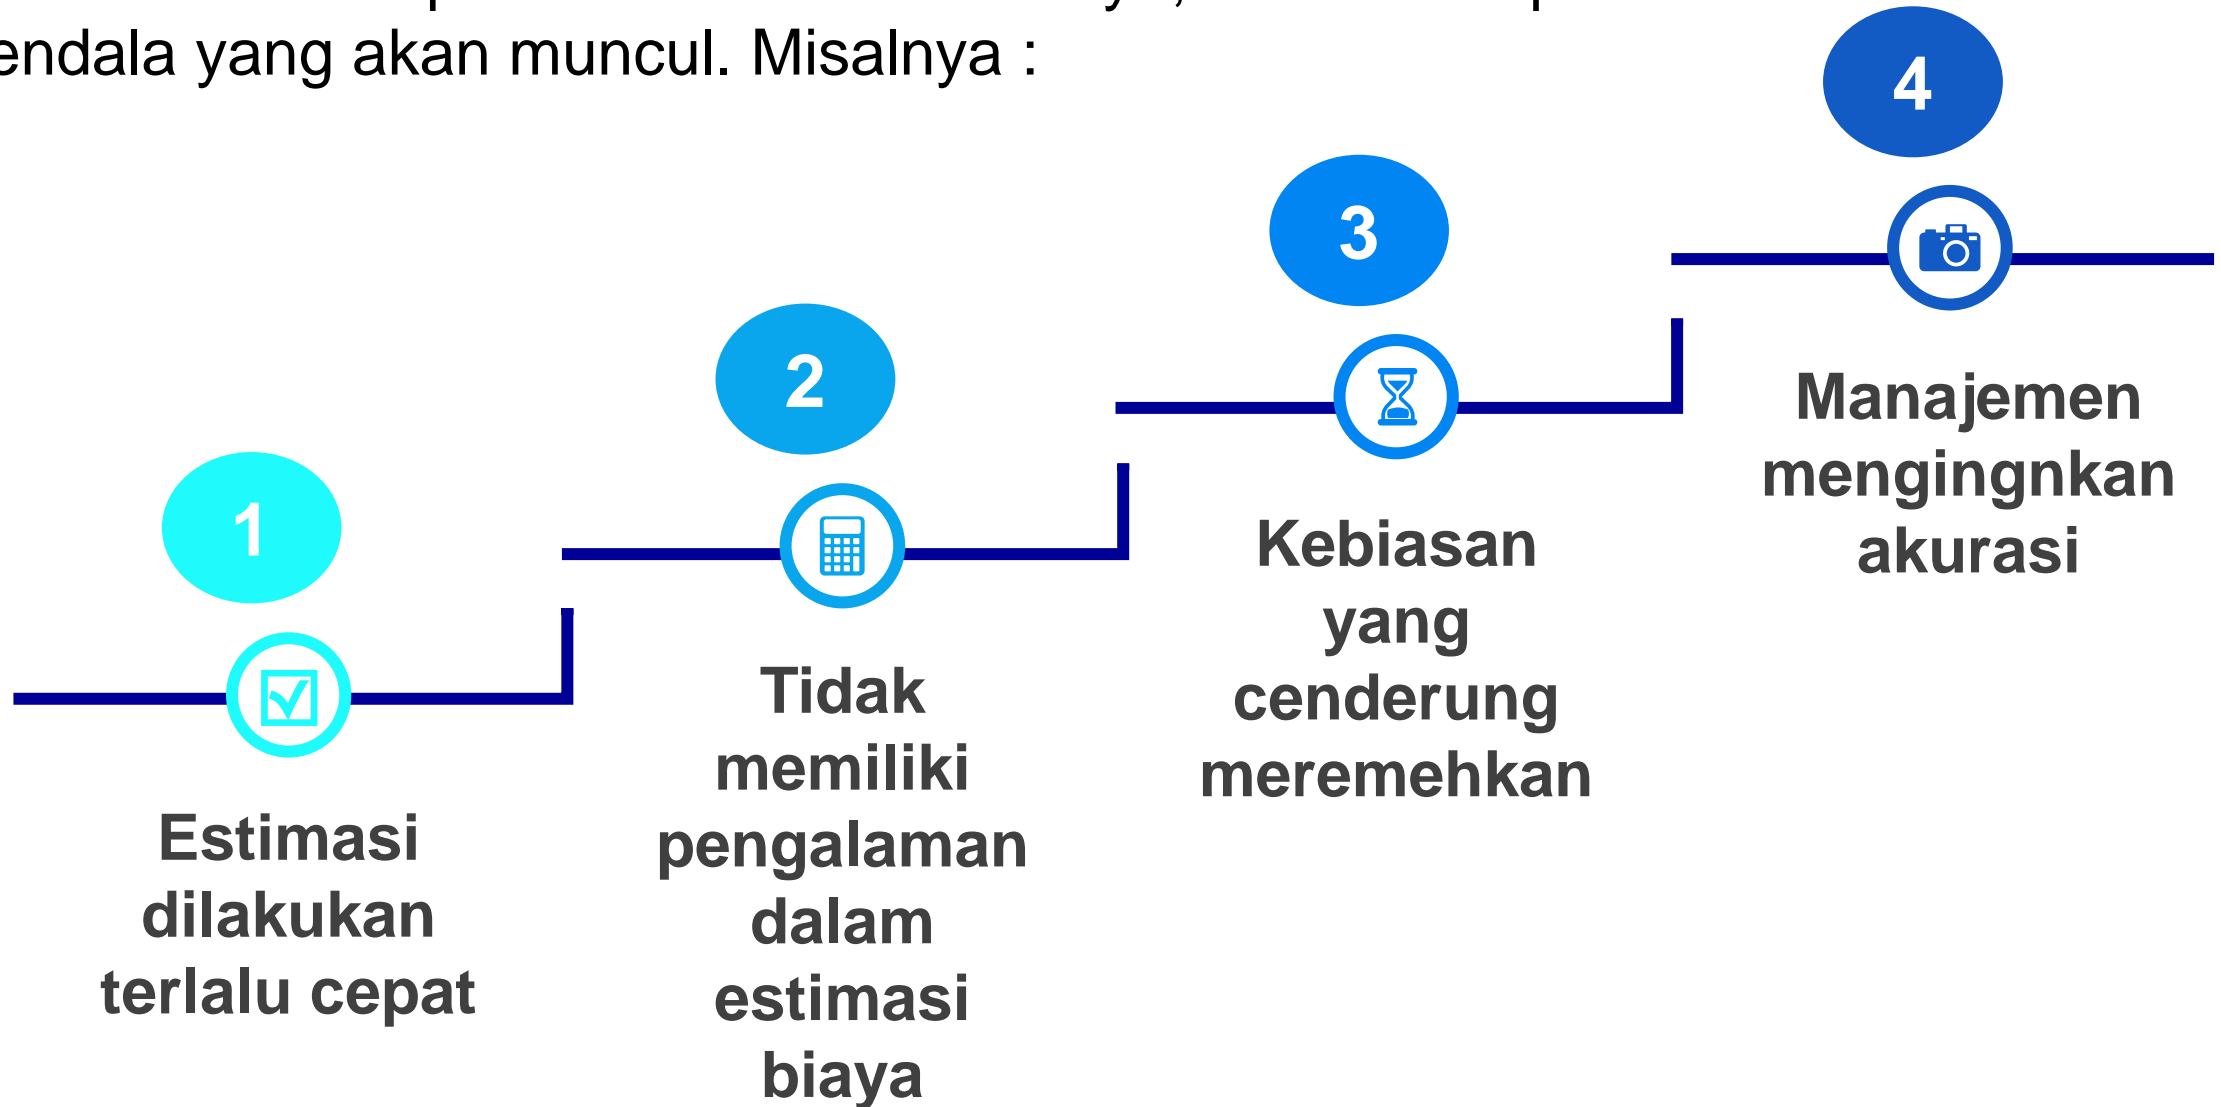 endala yang akan muncul. Misalnya :
1
Estimasi
dilakukan
terlalu cepat
2
Tidak
memiliki
pengalaman
dalam
estimasi
biaya
3
Kebiasan
yang
cenderung
meremehkan
4
Manajemen
mengingnkan
akurasi